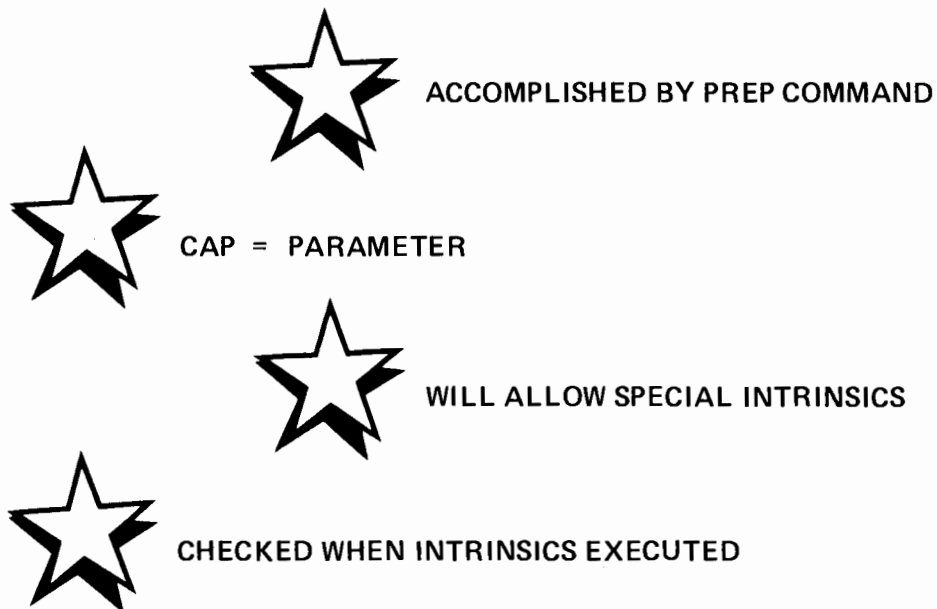 ACCOMPLISHED BY PREP COMMAND
CAP = PARAMETER
WILL ALLOW SPECIAL INTRINSICS
CHECKED WHEN INTRINSICS EXECUTED